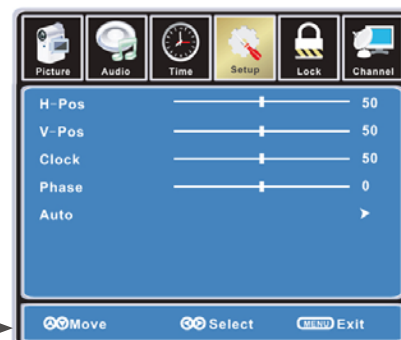 Picture Audio Time Setup Lock Channel
H-Pos 50
V-Pos 50
Clock 50
Phase 0
Auto
Move Select MENU Exit